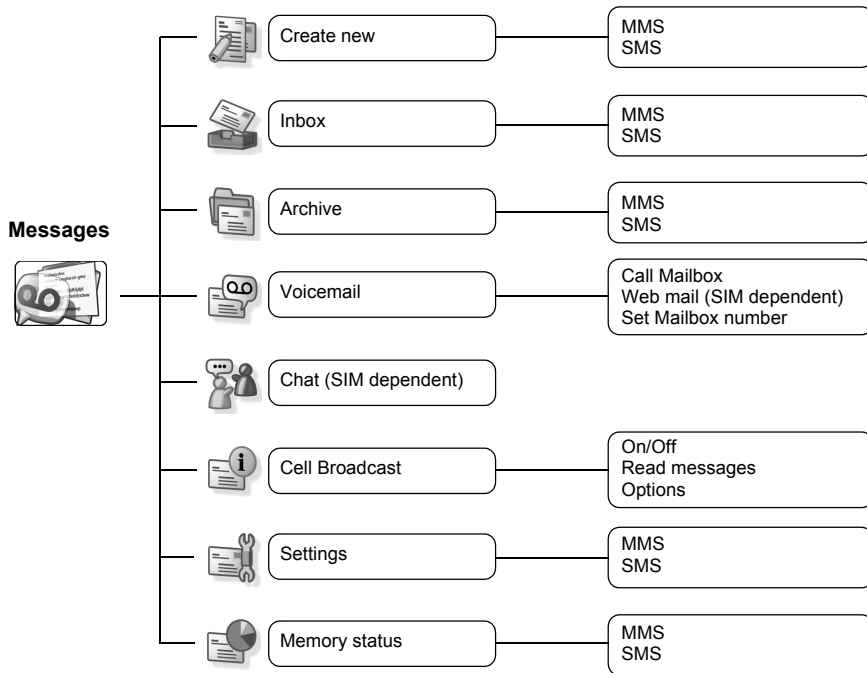 Create new
MMS
SMS
Inbox
MMS
SMS
Archive
MMS
SMS
Messages
Voicemail
Call Mailbox
Web mail (SIM dependent)
Set Mailbox number
Chat (SIM dependent)
Cell Broadcast
On/Off
Read messages
Options
Settings
MMS
SMS
Memory status
MMS
SMS